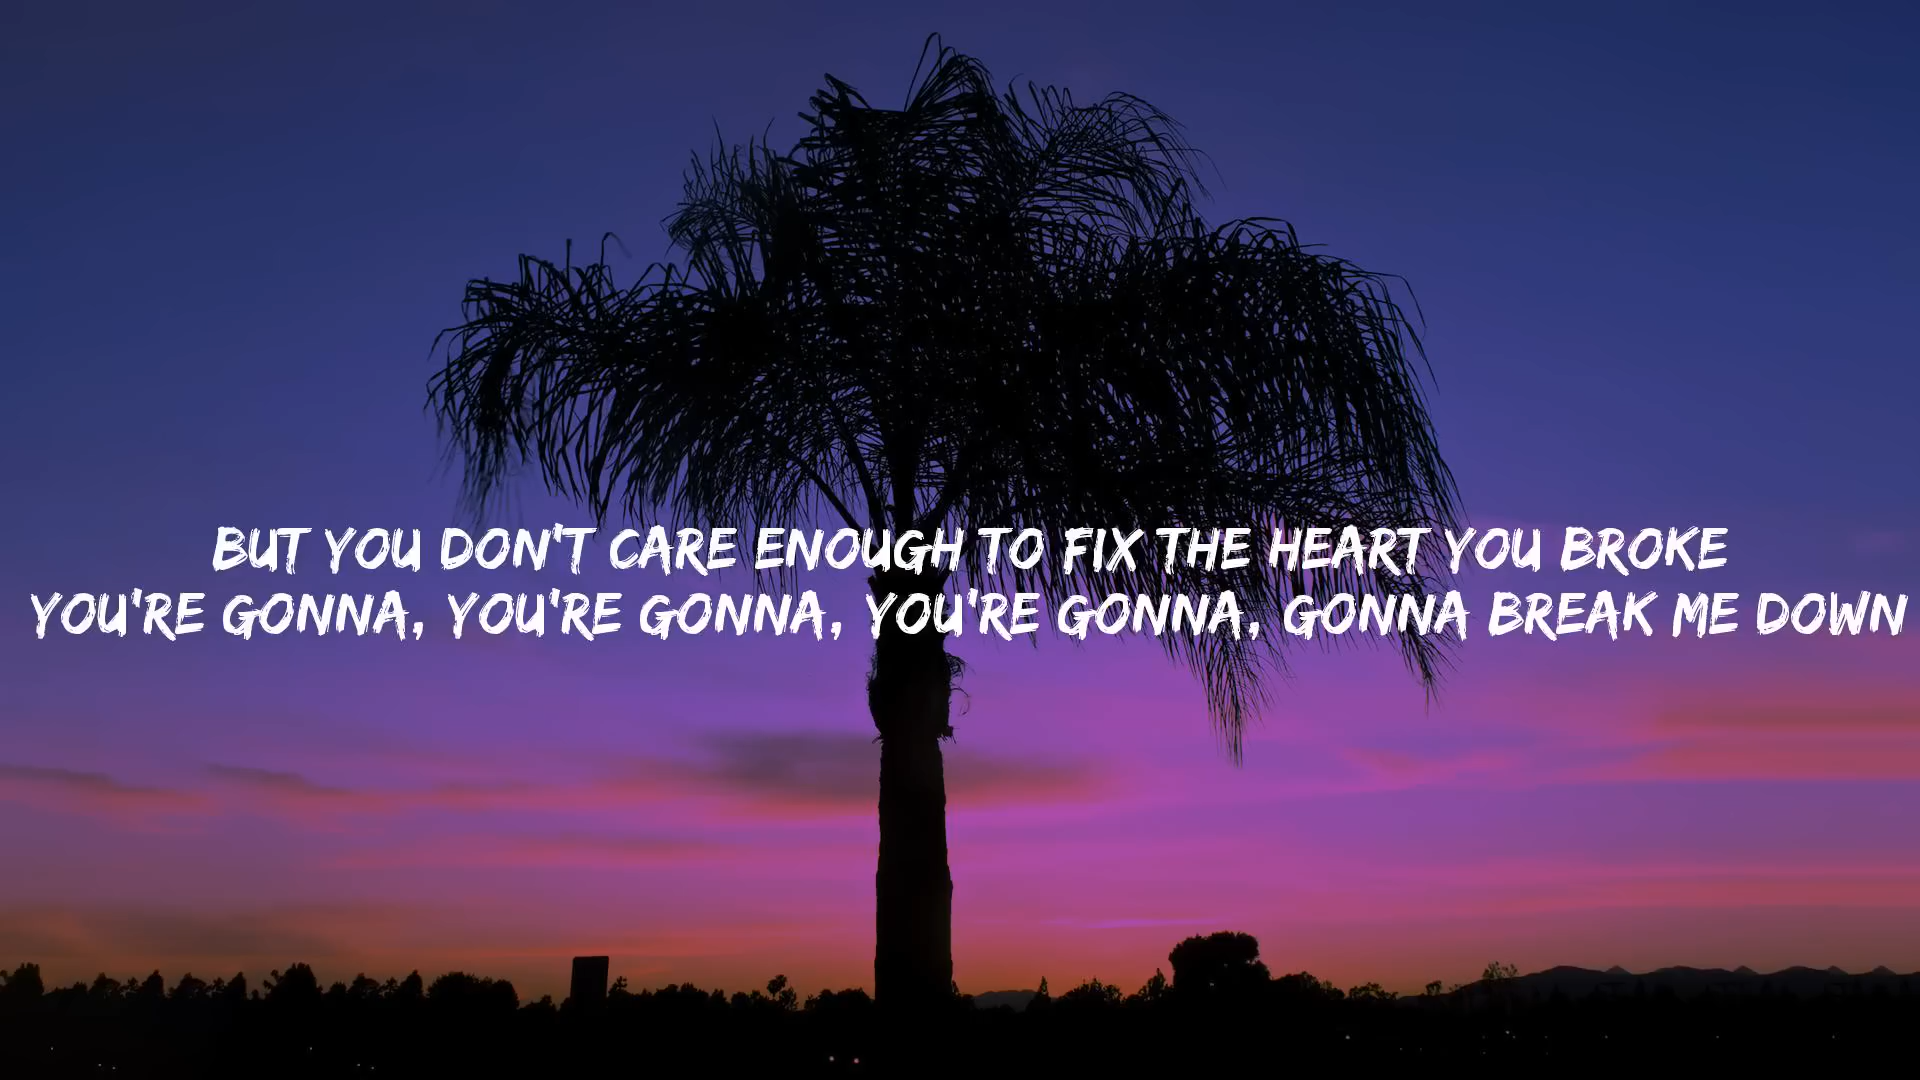 BUT YOU DON'T CARE ENOUGH TO FIX THE HEART YOU BROKE
YOU'RE GONNA, YOU'RE GONNA, YOU'RE GONNA, GONNA BREAK ME DOWN